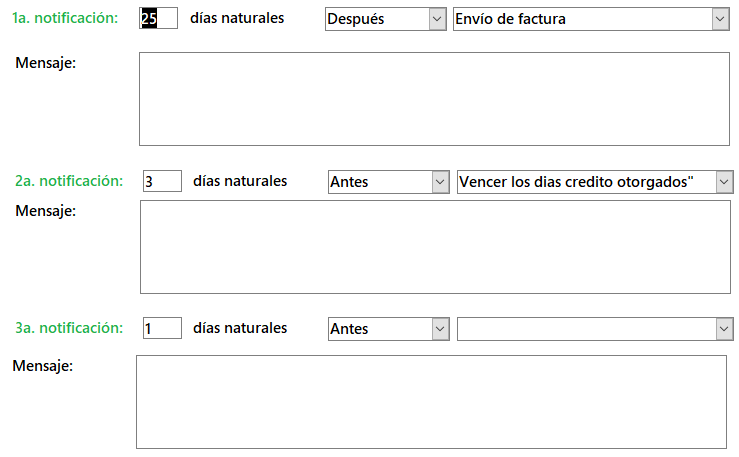 1a. notificación: 25 días naturales Después Envío de factura
Mensaje:
2a. notificación: 3 días naturales Antes Vencer los dias credito otorgados"
Mensaje:
3a. notificación: 1 días naturales Antes
Mensaje: